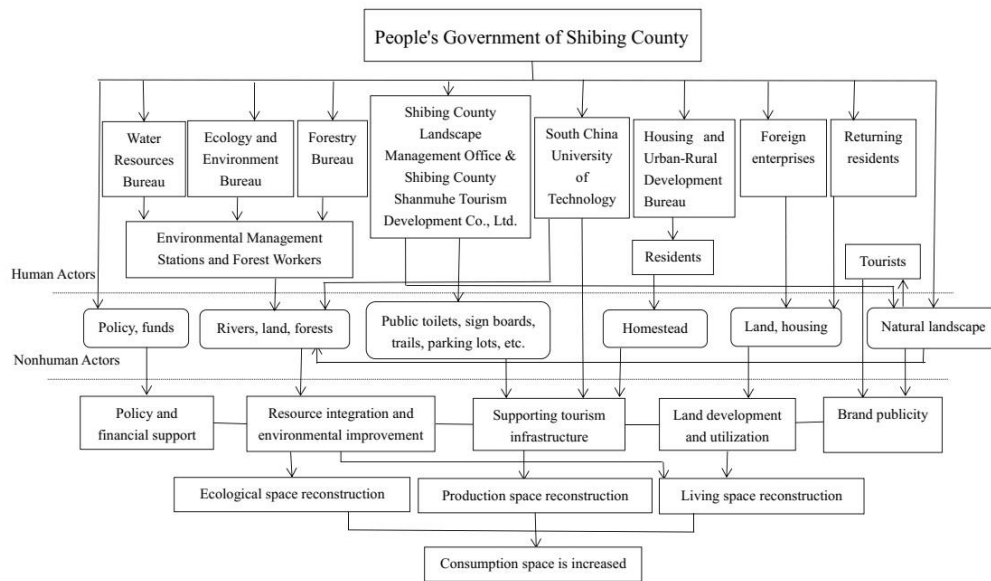 People's Government of Shibing County
Water
Resources
Bureau
Ecology and
Environment
Bureau
Forestry
Bureau
Shibing County
Landscape
Management Office &
Shibing County
Shanmuhe Tourism
Development Co., Ltd.
South China
University
of
Technology
Housing and
Urban-Rural
Development
Bureau
Foreign
enterprises
Returning
residents
Environmental Management
Stations and Forest Workers
Residents
Tourists
Human Actors
Policy, funds
Rivers, land, forests
Public toilets, sign boards,
trails, parking lots, etc.
Homestead
Land, housing
Natural landscape
Nonhuman Actors
Policy and
financial support
Resource integration and
environmental improvement
Supporting tourism
infrastructure
Land development
and utilization
Brand publicity
Ecological space reconstruction
Production space reconstruction
Living space reconstruction
Consumption space is increased